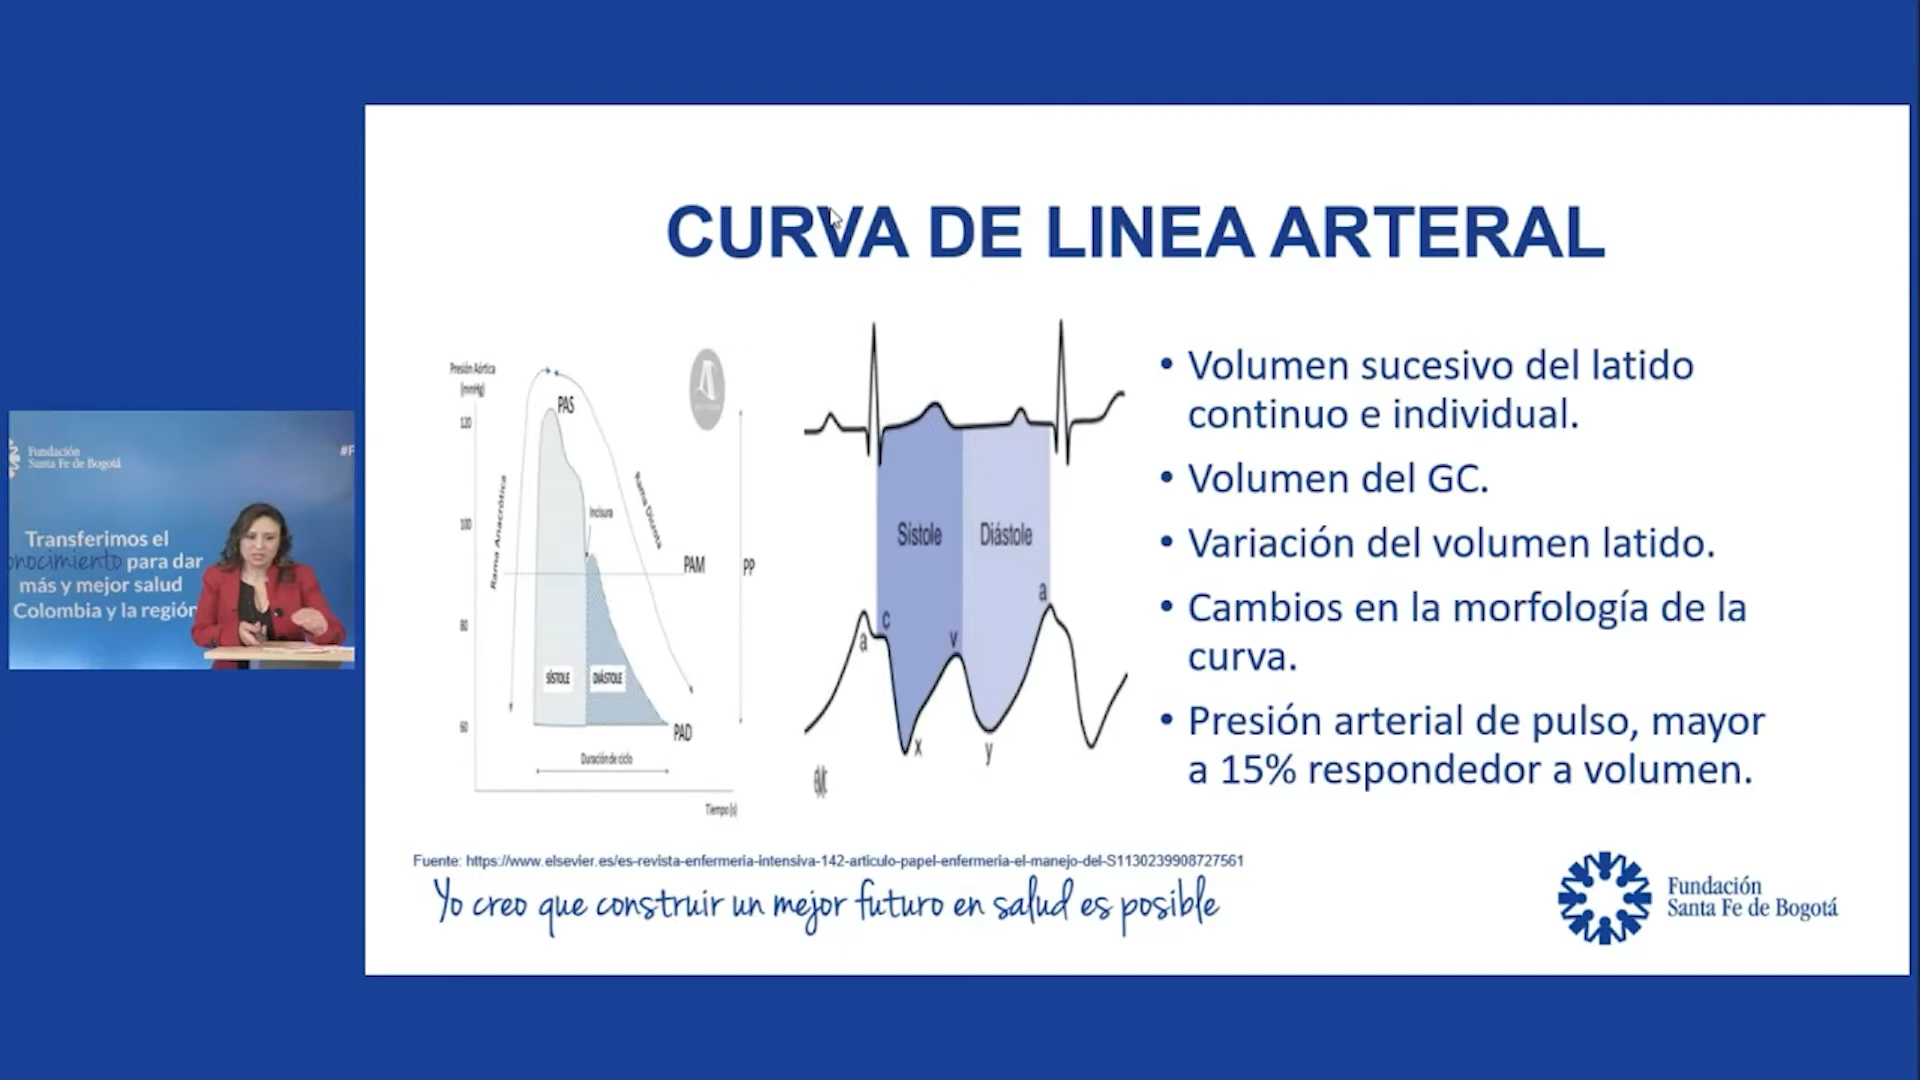 CURVA DE LINEA ARTERAL
Presión Aórtica
(mmHg)
120
100
80
60
PAS
Incisura
Rama Anacrótica
Rama Dícrota
PAM
PP
SÍSTOLE
DIÁSTOLE
PAD
Duración de ciclo
Tiempo (s)
Sístole
Diástole
a
c
v
a
x
y
• Volumen sucesivo del latido
continuo e individual.
• Volumen del GC.
• Variación del volumen latido.
• Cambios en la morfología de la
curva.
• Presión arterial de pulso, mayor
a 15% respondedor a volumen.
Fuente: https://www.elsevier.es/es-revista-enfermeria-intensiva-142-articulo-papel-enfermeria-el-manejo-del-S1130239908727561
Yo creo que construir un mejor futuro en salud es posible
Fundación
Santa Fe de Bogotá
Fundación
Santa Fe de Bogotá
#F
Transferimos el
onocimiento para dar
más y mejor salud
Colombia y la región